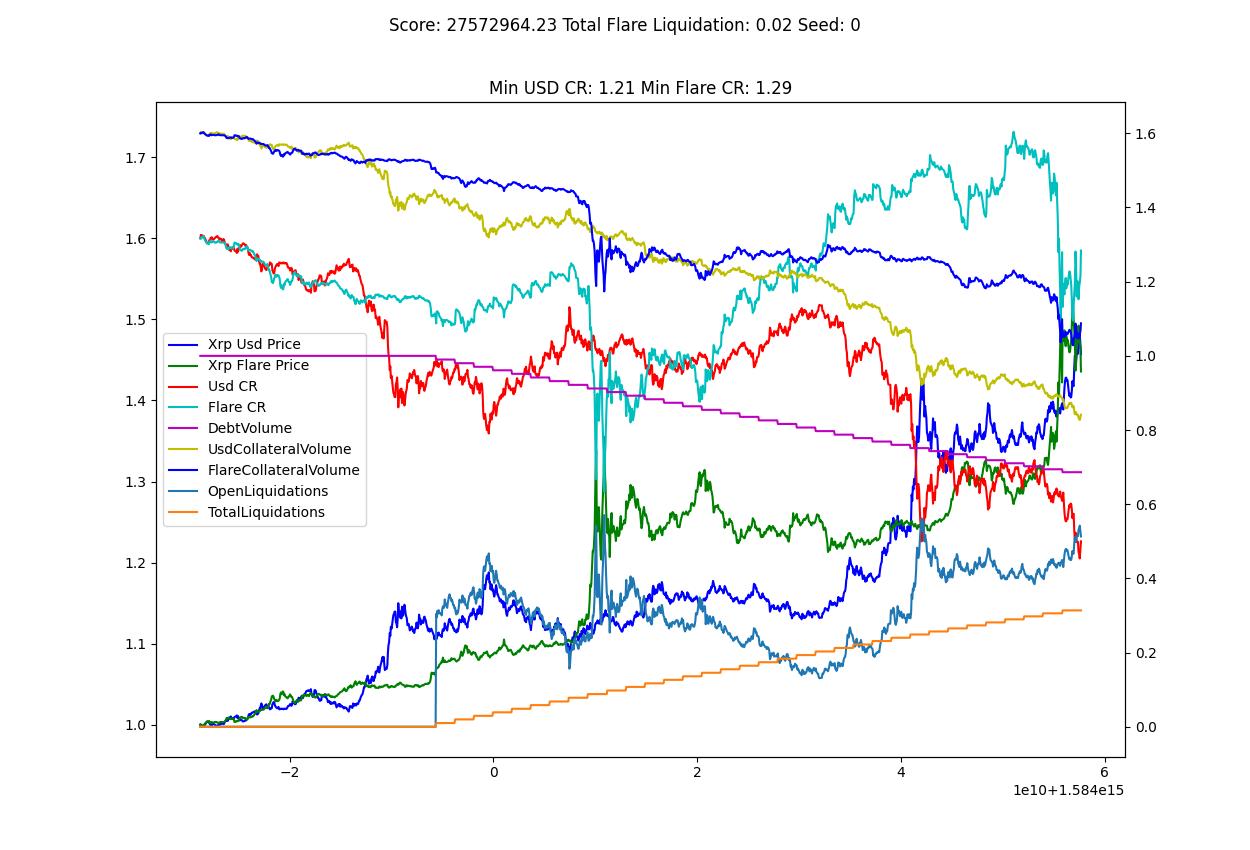 Score: 27572964.23 Total Flare Liquidation: 0.02 Seed: 0
Min USD CR: 1.21 Min Flare CR: 1.29
1.7
1.6
1.5
1.4
1.3
1.2
1.1
1.0
1.6
1.4
1.2
1.0
0.8
0.6
0.4
0.2
0.0
Xrp Usd Price
Xrp Flare Price
Usd CR
Flare CR
DebtVolume
UsdCollateralVolume
FlareCollateralVolume
OpenLiquidations
TotalLiquidations
−2 0 2 4 6
1e10+1.584e15